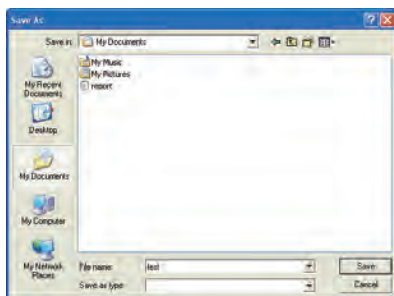 Save As
Save in: My Documents
My Recent
Documents
Desktop
My Documents
My Computer
My Network
Places
My Music
My Pictures
report
File name: test
Save
Save as type:
Cancel